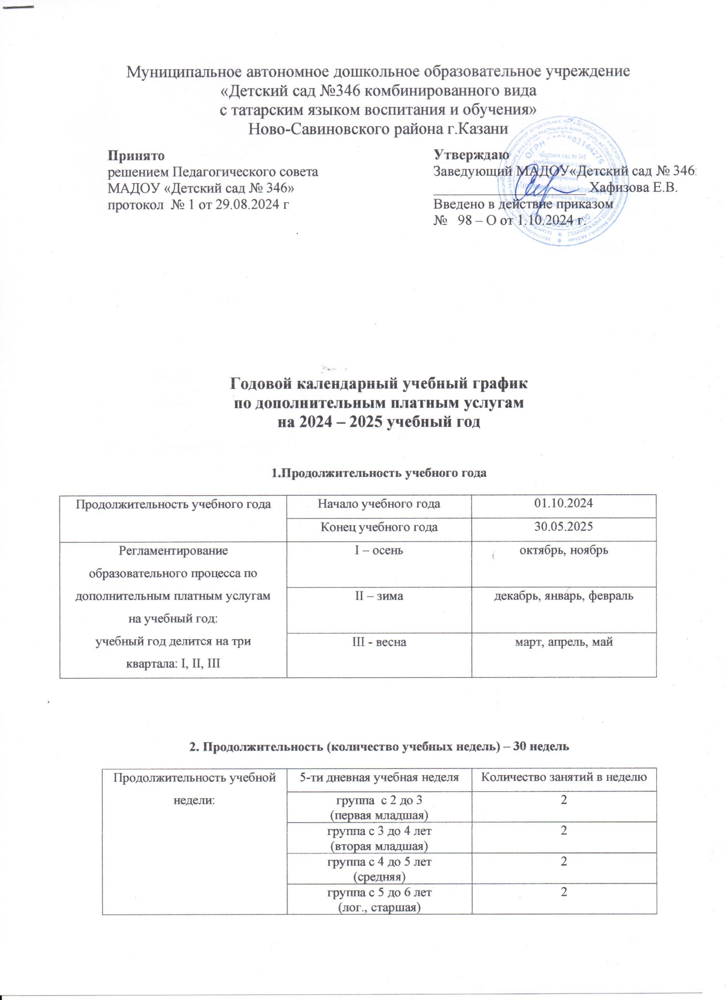 Муниципальное автономное дошкольное образовательное учреждение
«Детский сад №346 комбинированного вида
с татарским языком воспитания и обучения»
Ново-Савиновского района г.Казани
Принято
решением Педагогического совета
МАДОУ «Детский сад № 346»
протокол № 1 от 29.08.2024 г
Утверждаю
Заведующий МАДОУ«Детский сад № 346
Хафизова Е.В.
Введено в действие приказом
№ 98 – О от 1.10.2024 г.
Годовой календарный учебный график
по дополнительным платным услугам
на 2024 – 2025 учебный год
1.Продолжительность учебного года
Продолжительность учебного года
Начало учебного года
01.10.2024
Конец учебного года
30.05.2025
Регламентирование
образовательного процесса по
дополнительным платным услугам
на учебный год:
учебный год делится на три
квартала: I, II, III
I – осень
октябрь, ноябрь
II – зима
декабрь, январь, февраль
III - весна
март, апрель, май
2. Продолжительность (количество учебных недель) – 30 недель
Продолжительность учебной
недели:
5-ти дневная учебная неделя
Количество занятий в неделю
группа с 2 до 3
(первая младшая)
2
группа с 3 до 4 лет
(вторая младшая)
2
группа с 4 до 5 лет
(средняя)
2
группа с 5 до 6 лет
(лог., старшая)
2